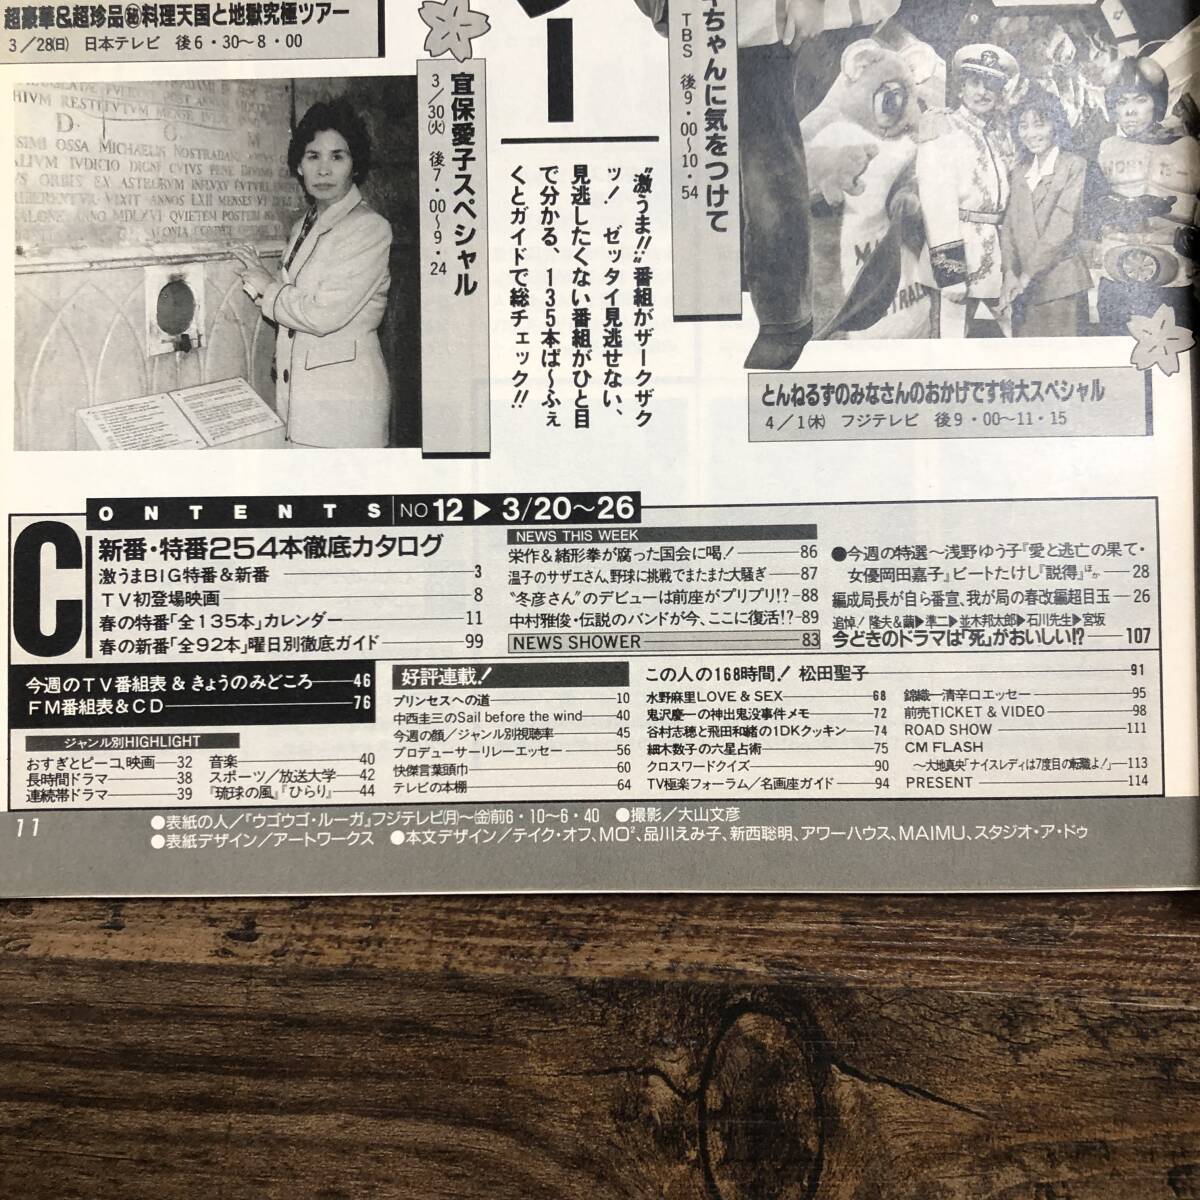 超豪華&超珍品㊙料理天国と地獄究極ツアー
3/28(日) 日本テレビ 後6・30〜8・00
宜保愛子スペシャル
3/30(火) 後7・00〜9・24
ちゃんに気をつけて
TBS 後9・00〜10・54
“激うま!!”番組がザークザク
ッ! ゼッタイ見逃せない、
見逃したくない番組がひと目
で分かる、135本ば〜ふぇ
くとガイドで総チェック!!
とんねるずのみなさんのおかげです特大スペシャル
4/1(木) フジテレビ 後9・00〜11・15
CONTENTS NO 12 ▶ 3/20〜26
新番・特番254本徹底カタログ
激うまBIG特番&新番 3
TV初登場映画 8
春の特番「全135本」カレンダー 11
春の新番「全92本」曜日別徹底ガイド 99
NEWS THIS WEEK
栄作&緒形拳が腐った国会に喝! 86
温子のサザエさん、野球に挑戦でまたまた大騒ぎ 87
“冬彦さん”のデビューは前座がプリプリ!? 88
中村雅俊・伝説のバンドが今、ここに復活!? 89
NEWS SHOWER 83
●今週の特選〜浅野ゆう子『愛と逃亡の果て・
女優岡田嘉子』ビートたけし『説得』ほか 28
編成局長が自ら番宣、我が局の春改編超目玉 26
追悼! 隆夫&繭▶準二▶並木邦太郎▶石川先生▶宮坂
今どきのドラマは「死」がおいしい!? 107
今週のTV番組表&きょうのみどころ 46
FM番組表&CD 76
ジャンル別HIGHLIGHT
おすぎとピーコ、映画 32
長時間ドラマ 38
連続帯ドラマ 39
音楽 40
スポーツ/放送大学 42
『琉球の風』『ひらり』 44
好評連載!
プリンセスへの道 10
中西圭三のSail before the wind 40
今週の顔/ジャンル別視聴率 45
プロデューサーリレーエッセー 56
快傑言葉頭巾 60
テレビの本棚 64
この人の168時間! 松田聖子 91
水野麻里LOVE & SEX 68
鬼沢慶一の神出鬼没事件メモ 72
谷村志穂と飛田和緒の1DKクッキン 74
細木数子の六星占術 75
クロスワードクイズ 90
TV極楽フォーラム/名画座ガイド 94
錦織一清辛口エッセー 95
前売TICKET & VIDEO 98
ROAD SHOW 111
CM FLASH
〜大地真央「ナイスレディは7度目の転職よ!」 113
PRESENT 114
11
●表紙の人/『ウゴウゴ・ルーガ』フジテレビ(月)〜(金)前6・10〜6・40 ●撮影/大山文彦
●表紙デザイン/アートワークス ●本文デザイン/テイク・オフ、MO²、品川えみ子、新西聡明、アワーハウス、MAIMU、スタジオ・ア・ドゥ